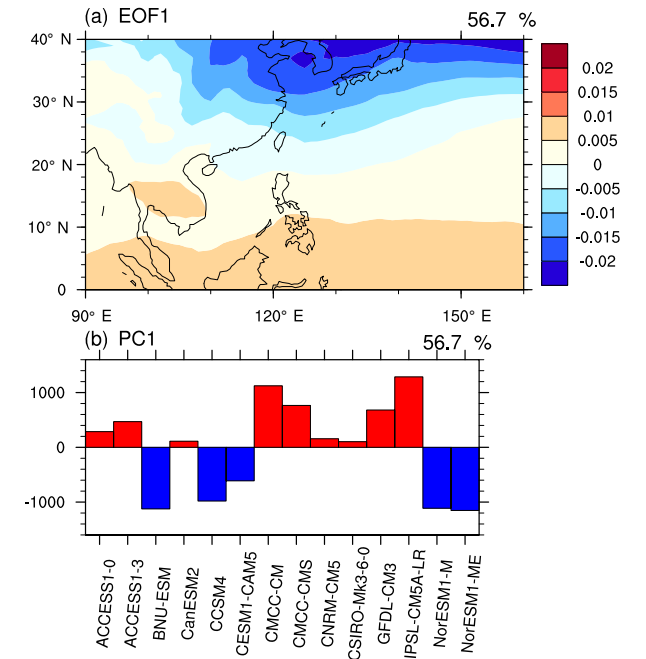 (a) EOF1
56.7 %
40° N
30° N
20° N
10° N
0
90° E
120° E
150° E
0.02
0.015
0.01
0.005
0
-0.005
-0.01
-0.015
-0.02
(b) PC1
56.7 %
1000
0
-1000
ACCESS1-0
ACCESS1-3
BNU-ESM
CanESM2
CCSM4
CESM1-CAM5
CMCC-CM
CMCC-CMS
CNRM-CM5
CSIRO-Mk3-6-0
GFDL-CM3
IPSL-CM5A-LR
NorESM1-M
NorESM1-ME